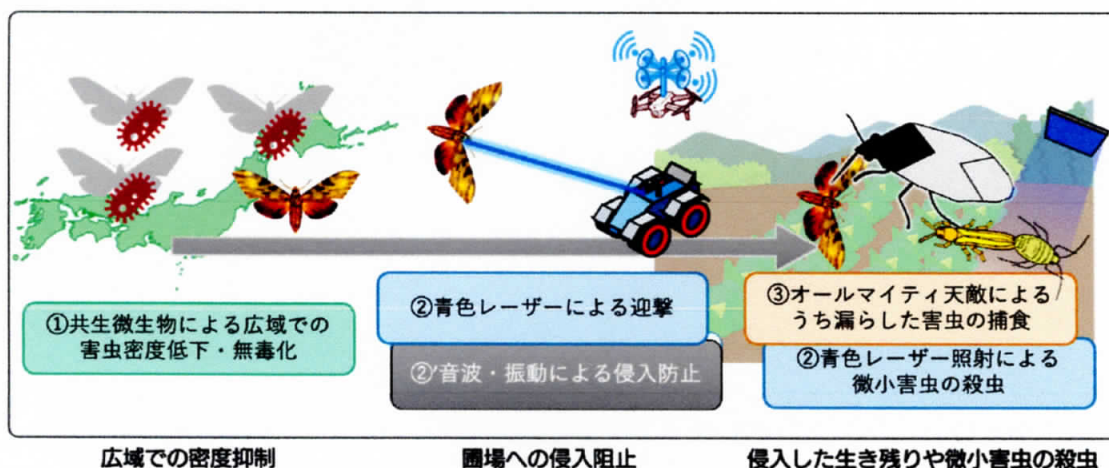 ①共生微生物による広域での
害虫密度低下・無毒化
②青色レーザーによる迎撃
②’音波・振動による侵入防止
③オールマイティ天敵による
うち漏らした害虫の捕食
②青色レーザー照射による
微小害虫の殺虫
広域での密度抑制
圃場への侵入阻止
侵入した生き残りや微小害虫の殺虫